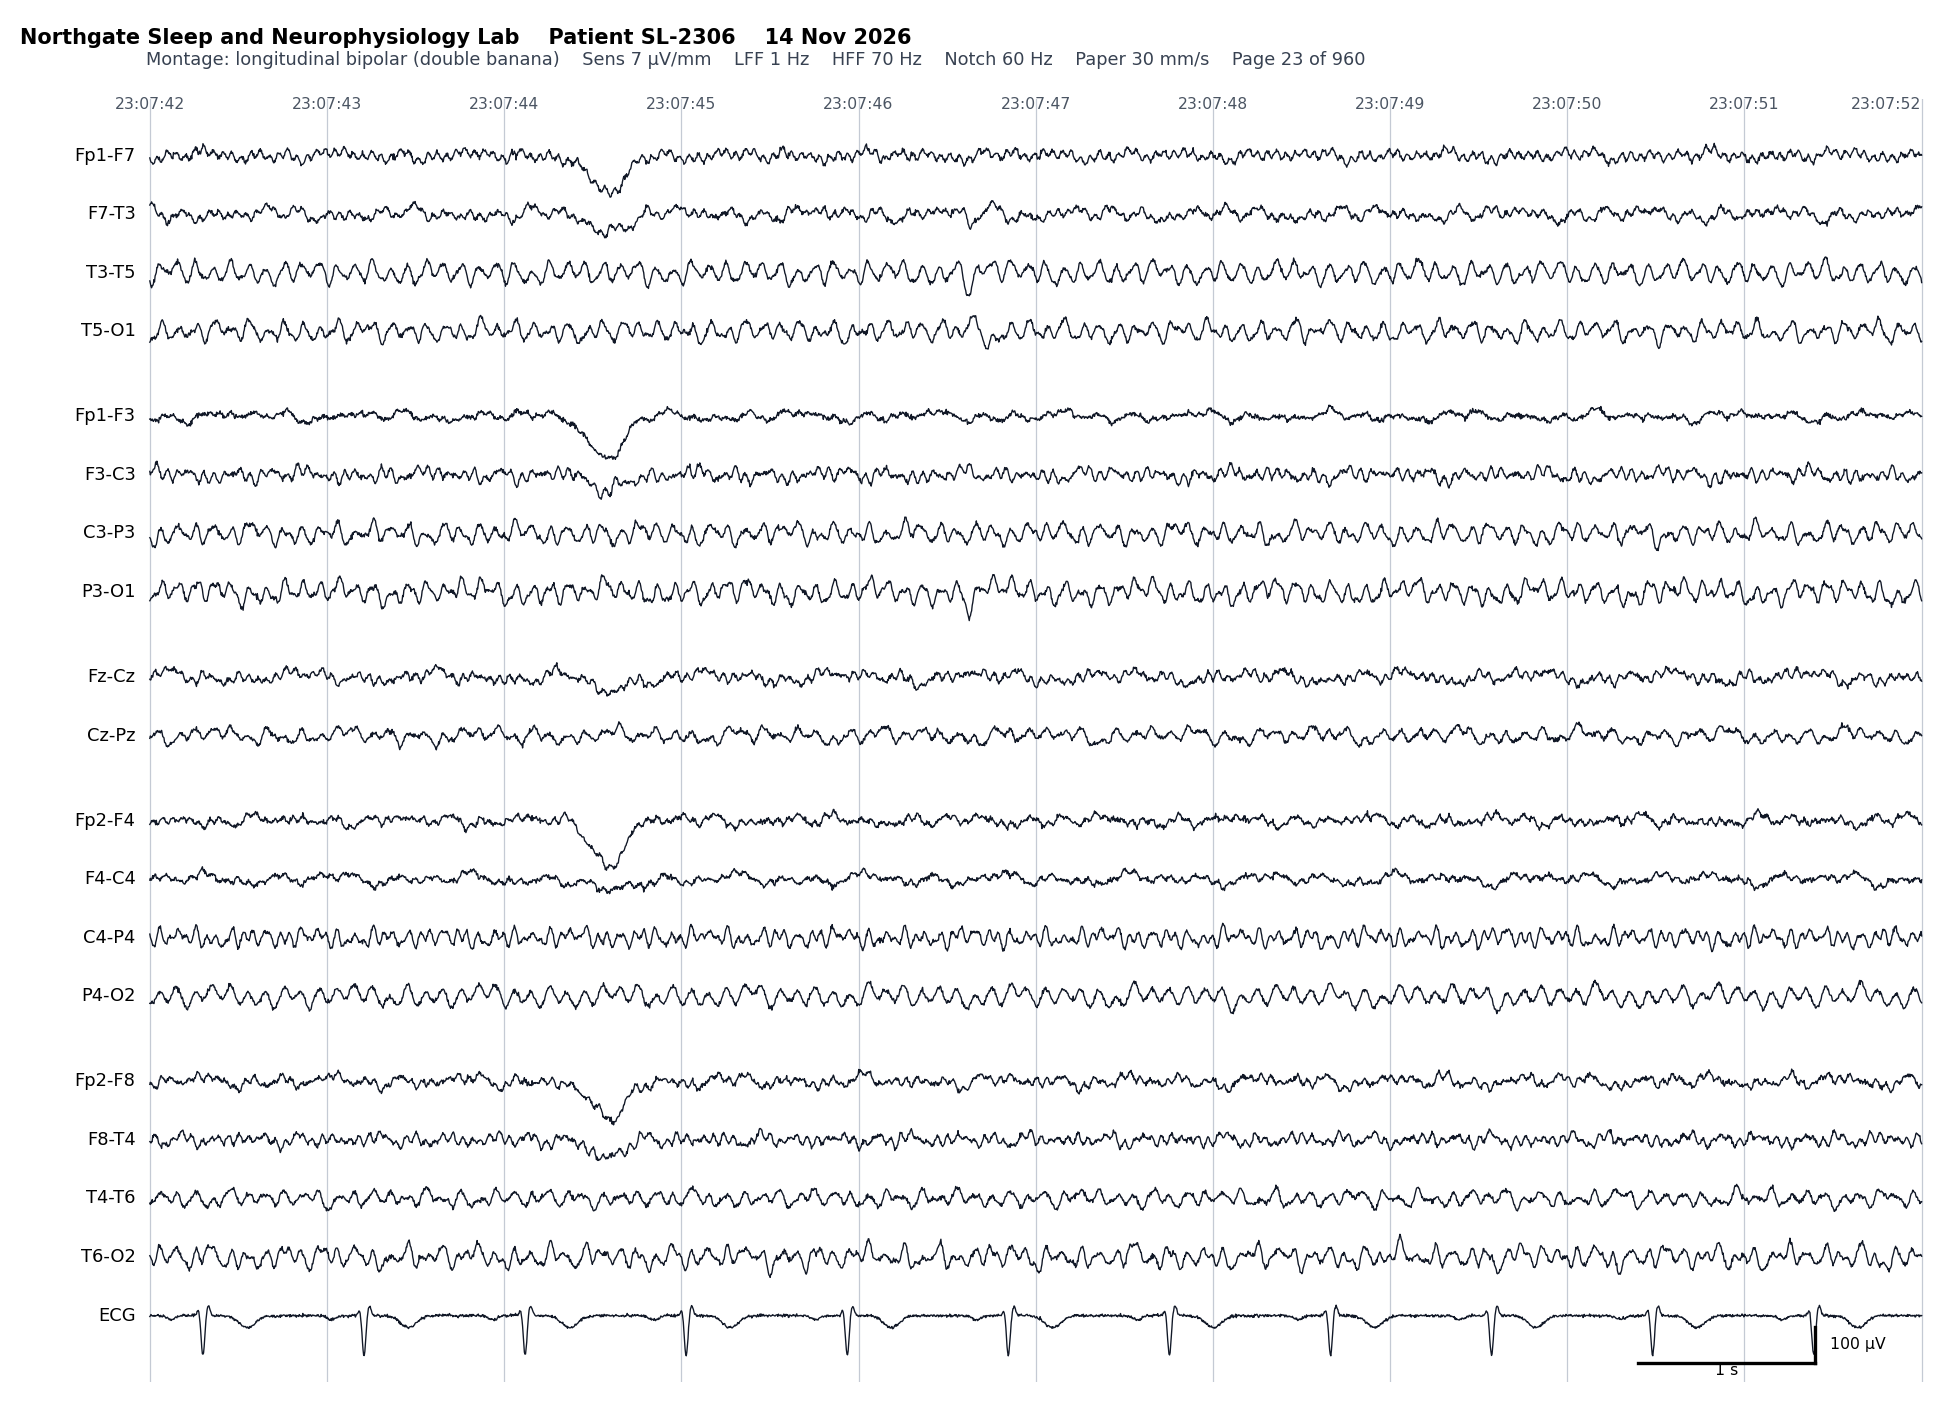 Northgate Sleep and Neurophysiology Lab    Patient SL-2306    14 Nov 2026
Montage: longitudinal bipolar (double banana)    Sens 7 µV/mm    LFF 1 Hz    HFF 70 Hz    Notch 60 Hz    Paper 30 mm/s    Page 23 of 960
23:07:42    23:07:43    23:07:44    23:07:45    23:07:46    23:07:47    23:07:48    23:07:49    23:07:50    23:07:51    23:07:52
Fp1-F7
F7-T3
T3-T5
T5-O1
Fp1-F3
F3-C3
C3-P3
P3-O1
Fz-Cz
Cz-Pz
Fp2-F4
F4-C4
C4-P4
P4-O2
Fp2-F8
F8-T4
T4-T6
T6-O2
ECG
100 µV
1 s